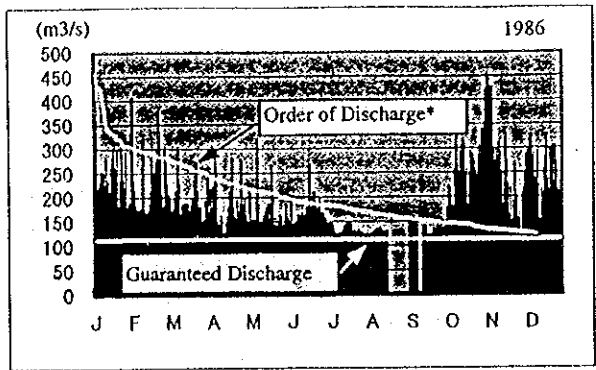 (m3/s) 1986
500
450
400
350
300
250
200
150
100
50
0
Order of Discharge*
Guaranteed Discharge
J F M A M J J A S O N D